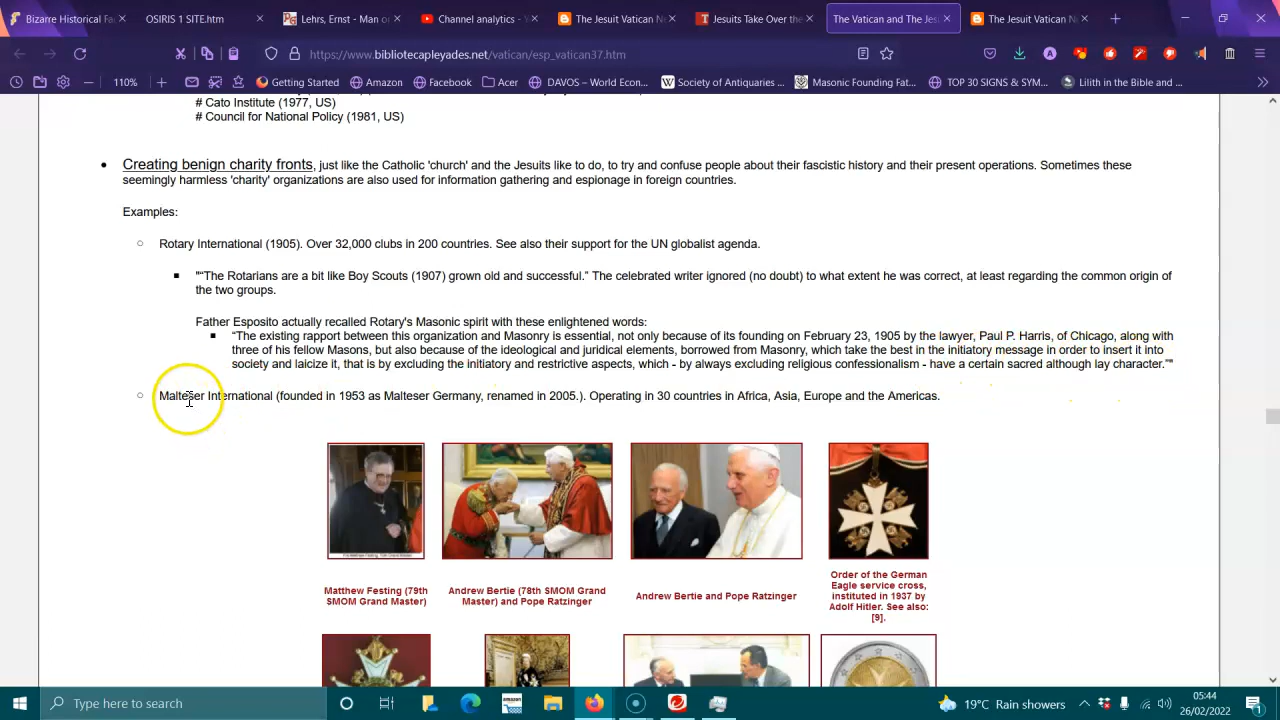 Bizarre Historical Fa
OSIRIS 1 SITE.htm
Lehrs, Ernst - Man o
Channel analytics - Y
The Jesuit Vatican Ne
Jesuits Take Over the
The Vatican and The Jes
The Jesuit Vatican Ne
https://www.bibliotecapleyades.net/vatican/esp_vatican37.htm
110%
Getting Started
Amazon
Facebook
Acer
DAVOS – World Econ...
Society of Antiquaries ...
Masonic Founding Fat...
TOP 30 SIGNS & SYM...
Lilith in the Bible and ...
# Cato Institute (1977, US)
# Council for National Policy (1981, US)
Creating benign charity fronts, just like the Catholic 'church' and the Jesuits like to do, to try and confuse people about their fascistic history and their present operations. Sometimes these
seemingly harmless 'charity' organizations are also used for information gathering and espionage in foreign countries.
Examples:
Rotary International (1905). Over 32,000 clubs in 200 countries. See also their support for the UN globalist agenda.
"“The Rotarians are a bit like Boy Scouts (1907) grown old and successful.” The celebrated writer ignored (no doubt) to what extent he was correct, at least regarding the common origin of
the two groups.
Father Esposito actually recalled Rotary's Masonic spirit with these enlightened words:
“The existing rapport between this organization and Masonry is essential, not only because of its founding on February 23, 1905 by the lawyer, Paul P. Harris, of Chicago, along with
three of his fellow Masons, but also because of the ideological and juridical elements, borrowed from Masonry, which take the best in the initiatory message in order to insert it into
society and laicize it, that is by excluding the initiatory and restrictive aspects, which - by always excluding religious confessionalism - have a certain sacred although lay character.”"
Malteser International (founded in 1953 as Malteser Germany, renamed in 2005.). Operating in 30 countries in Africa, Asia, Europe and the Americas.
Matthew Festing (79th
SMOM Grand Master)
Andrew Bertie (78th SMOM Grand
Master) and Pope Ratzinger
Andrew Bertie and Pope Ratzinger
Order of the German
Eagle service cross,
instituted in 1937 by
Adolf Hitler. See also:
[9].
Type here to search
19°C Rain showers
05:44
26/02/2022